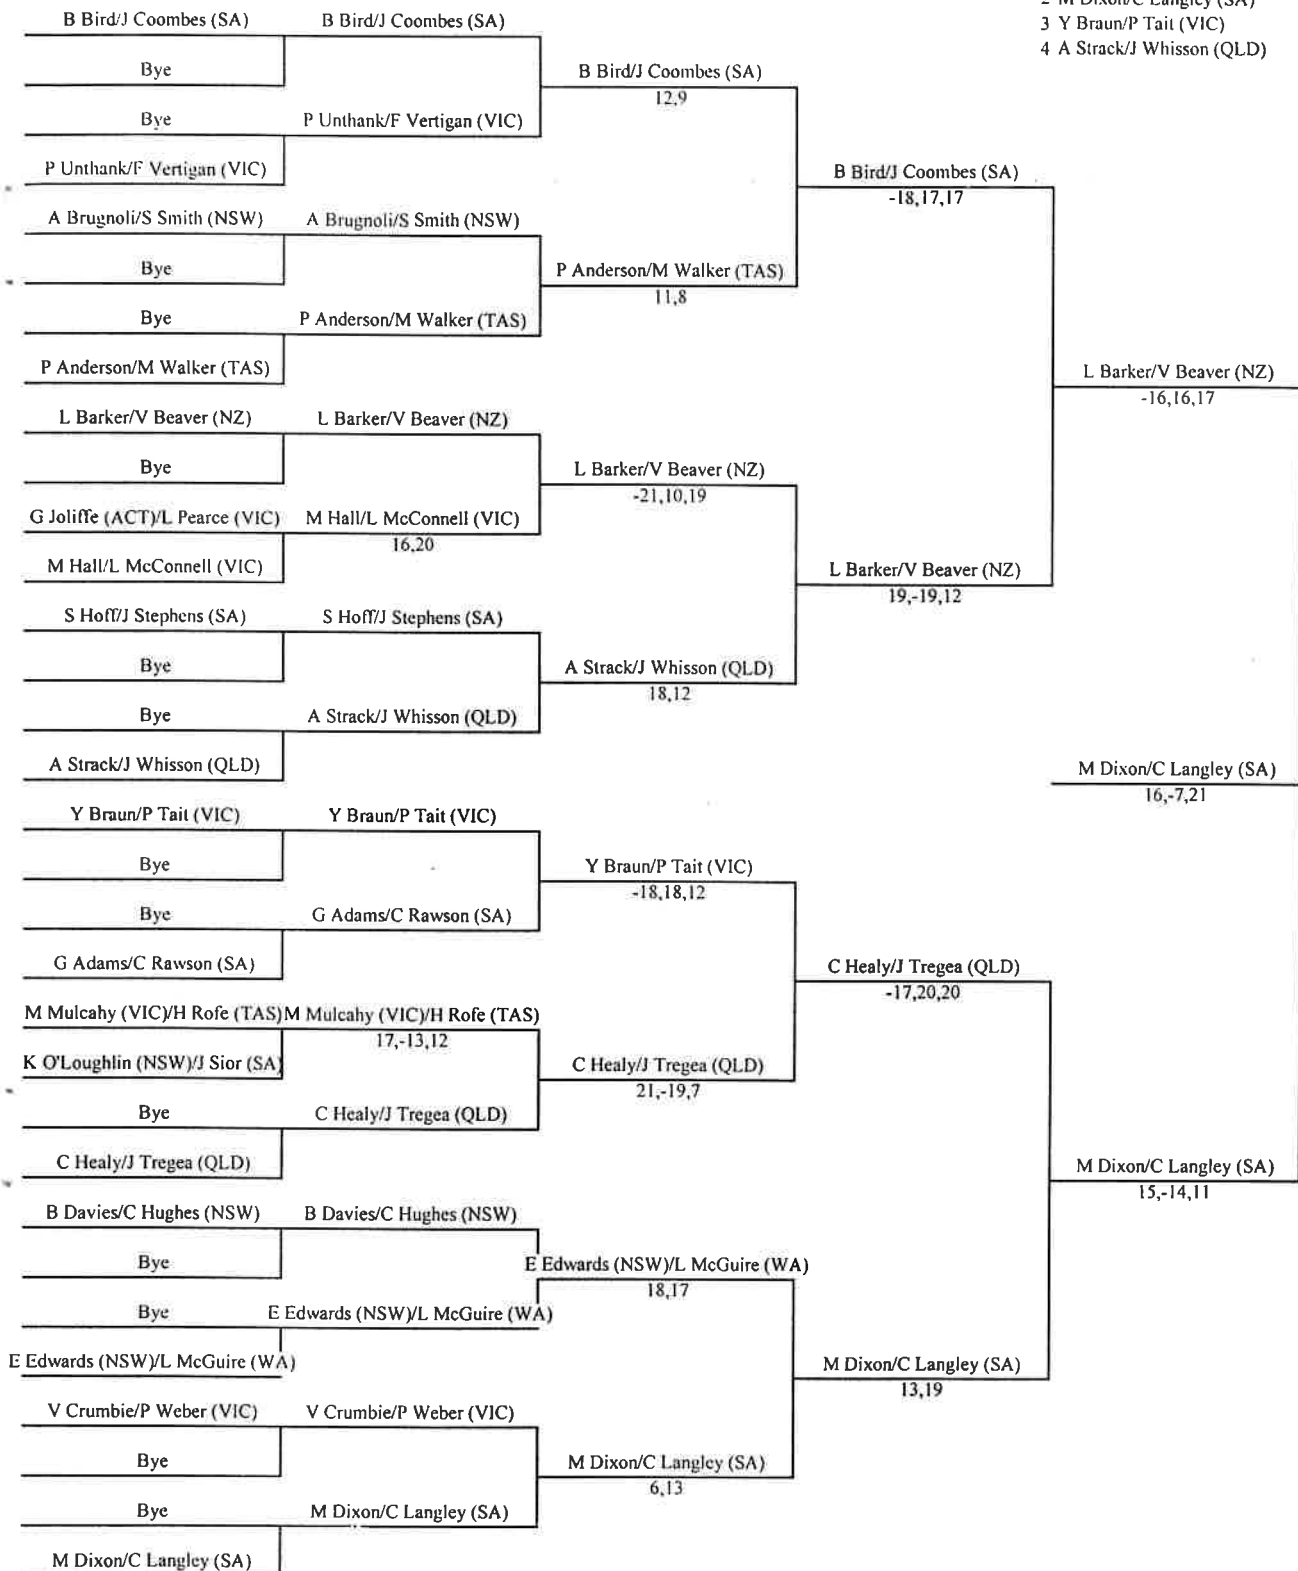 2 M Dixon/C Langley (SA)
3 Y Braun/P Tait (VIC)
4 A Strack/J Whisson (QLD)
B Bird/J Coombes (SA)
Bye
Bye
P Unthank/F Vertigan (VIC)
A Brugnoli/S Smith (NSW)
Bye
Bye
P Anderson/M Walker (TAS)
L Barker/V Beaver (NZ)
Bye
G Joliffe (ACT)/L Pearce (VIC)
M Hall/L McConnell (VIC)
S Hoff/J Stephens (SA)
Bye
Bye
A Strack/J Whisson (QLD)
Y Braun/P Tait (VIC)
Bye
Bye
G Adams/C Rawson (SA)
M Mulcahy (VIC)/H Rofe (TAS)
K O'Loughlin (NSW)/J Sior (SA)
Bye
C Healy/J Tregea (QLD)
B Davies/C Hughes (NSW)
Bye
Bye
E Edwards (NSW)/L McGuire (WA)
V Crumbie/P Weber (VIC)
Bye
Bye
M Dixon/C Langley (SA)
B Bird/J Coombes (SA)
P Unthank/F Vertigan (VIC)
A Brugnoli/S Smith (NSW)
P Anderson/M Walker (TAS)
L Barker/V Beaver (NZ)
M Hall/L McConnell (VIC)
16,20
S Hoff/J Stephens (SA)
A Strack/J Whisson (QLD)
Y Braun/P Tait (VIC)
G Adams/C Rawson (SA)
M Mulcahy (VIC)/H Rofe (TAS)
17,-13,12
C Healy/J Tregea (QLD)
B Davies/C Hughes (NSW)
E Edwards (NSW)/L McGuire (WA)
V Crumbie/P Weber (VIC)
M Dixon/C Langley (SA)
B Bird/J Coombes (SA)
12,9
P Anderson/M Walker (TAS)
11,8
L Barker/V Beaver (NZ)
-21,10,19
A Strack/J Whisson (QLD)
18,12
Y Braun/P Tait (VIC)
-18,18,12
C Healy/J Tregea (QLD)
21,-19,7
E Edwards (NSW)/L McGuire (WA)
18,17
M Dixon/C Langley (SA)
6,13
B Bird/J Coombes (SA)
-18,17,17
L Barker/V Beaver (NZ)
19,-19,12
C Healy/J Tregea (QLD)
-17,20,20
M Dixon/C Langley (SA)
13,19
L Barker/V Beaver (NZ)
-16,16,17
M Dixon/C Langley (SA)
15,-14,11
M Dixon/C Langley (SA)
16,-7,21